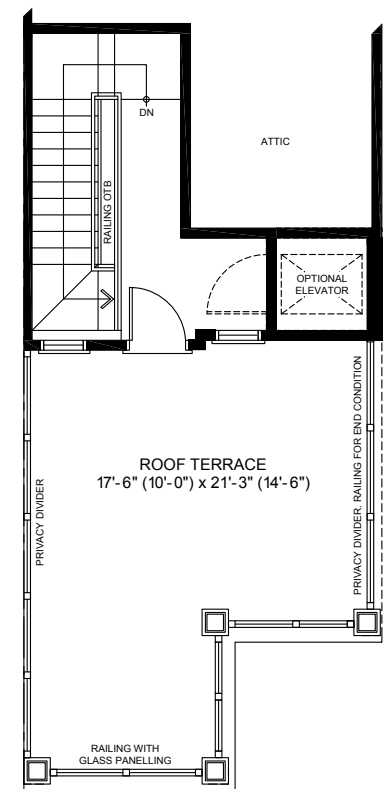 DN
ATTIC
RAILING OTB
OPTIONAL
ELEVATOR
ROOF TERRACE
17'-6" (10'-0") x 21'-3" (14'-6")
PRIVACY DIVIDER
PRIVACY DIVIDER. RAILING FOR END CONDITION
RAILING WITH
GLASS PANELLING